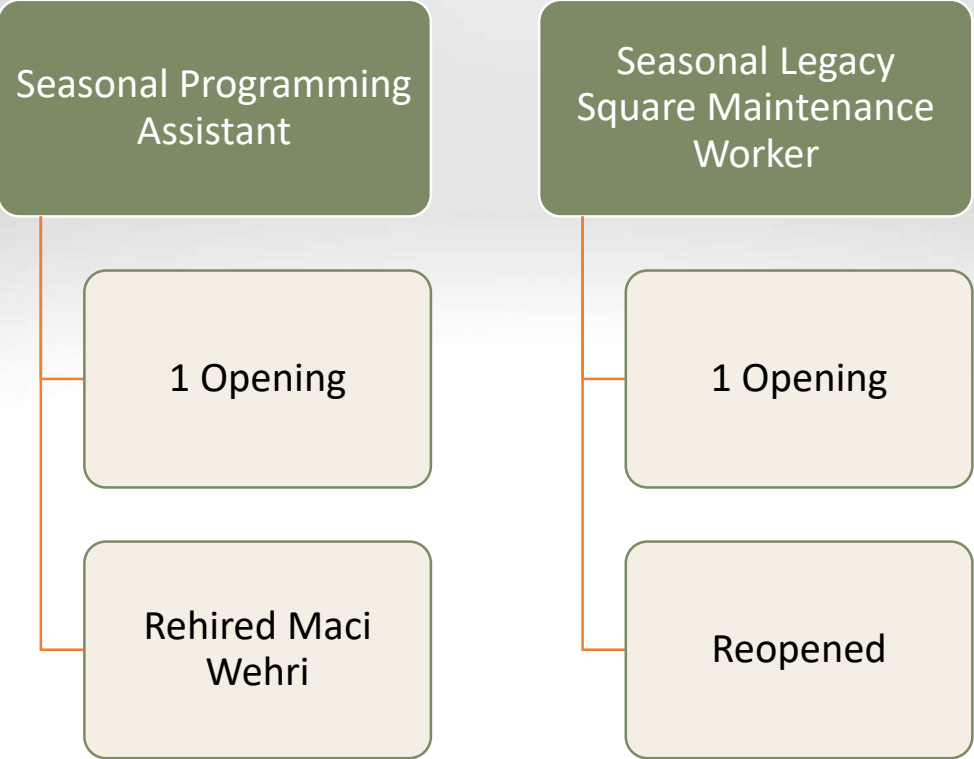 Seasonal Programming
Assistant
1 Opening
Rehired Maci
Wehri
Seasonal Legacy
Square Maintenance
Worker
1 Opening
Reopened